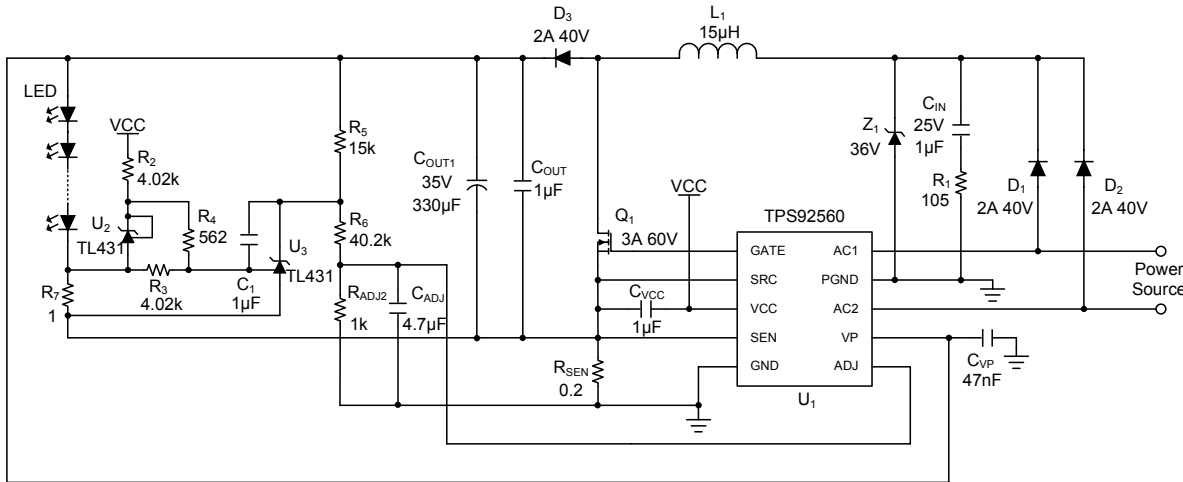 D3
2A 40V
L1
15µH
LED
VCC
R2
4.02k
U2
TL431
R4
562
R3
4.02k
R7
1
C1
1µF
U3
TL431
R5
15k
R6
40.2k
RADJ2
1k
CADJ
4.7µF
COUT1
35V
330µF
COUT
1µF
Q1
3A 60V
VCC
CVCC
1µF
RSEN
0.2
TPS92560
GATE
SRC
VCC
SEN
GND
AC1
PGND
AC2
VP
ADJ
U1
Z1
36V
CIN
25V
1µF
R1
105
D1
2A 40V
D2
2A 40V
Power
Source
CVP
47nF